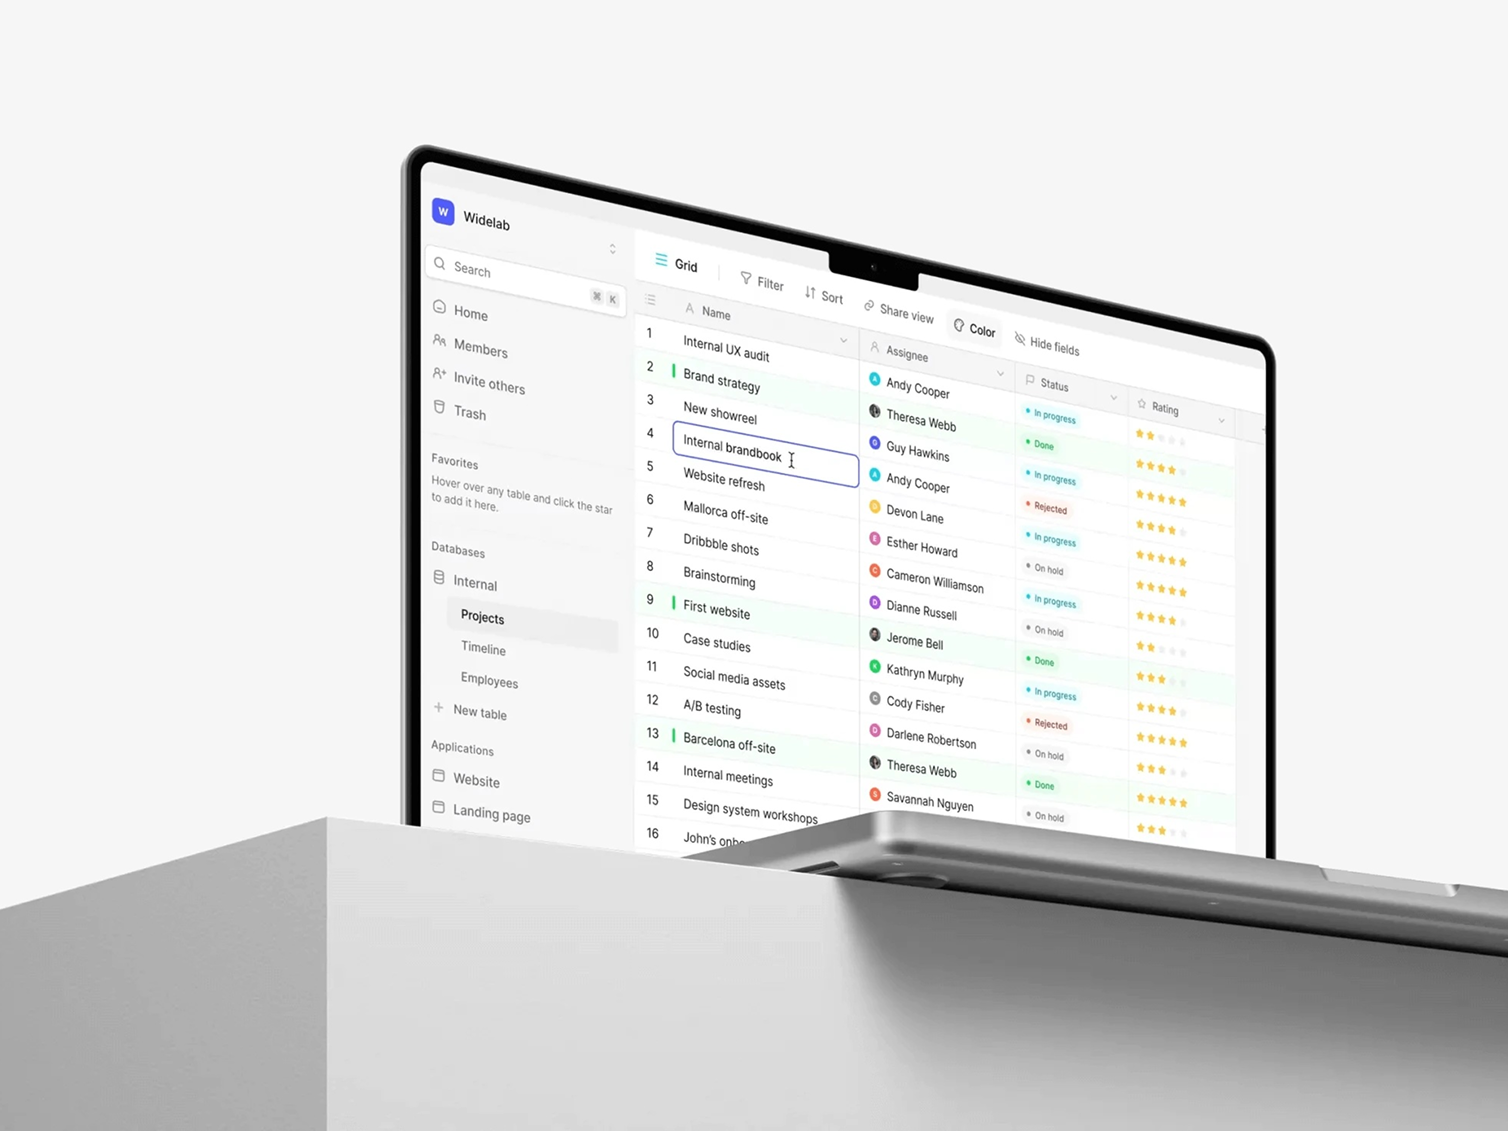 W Widelab
Search ⌘ K
Home
Members
Invite others
Trash
Favorites
Hover over any table and click the star
to add it here.
Databases
Internal
Projects
Timeline
Employees
New table
Applications
Website
Landing page
Grid Filter Sort Share view Color Hide fields
Name Assignee Status Rating
1 Internal UX audit A Andy Cooper In progress
2 Brand strategy Theresa Webb Done
3 New showreel G Guy Hawkins In progress
4 Internal brandbook A Andy Cooper Rejected
5 Website refresh D Devon Lane In progress
6 Mallorca off-site E Esther Howard On hold
7 Dribbble shots C Cameron Williamson In progress
8 Brainstorming D Dianne Russell On hold
9 First website Jerome Bell Done
10 Case studies K Kathryn Murphy In progress
11 Social media assets C Cody Fisher Rejected
12 A/B testing D Darlene Robertson On hold
13 Barcelona off-site Theresa Webb Done
14 Internal meetings S Savannah Nguyen On hold
15 Design system workshops
16 John's